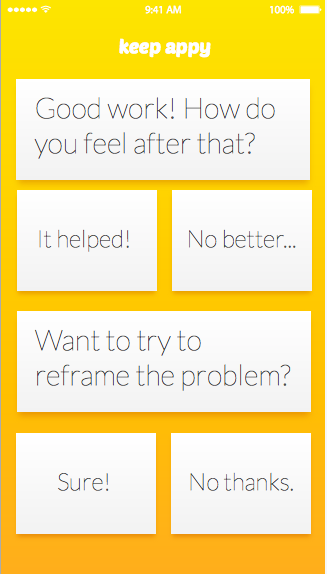 9:41 AM 100%
keep appy
Good work! How do
you feel after that?
It helped! No better...
Want to try to
reframe the problem?
Sure! No thanks.